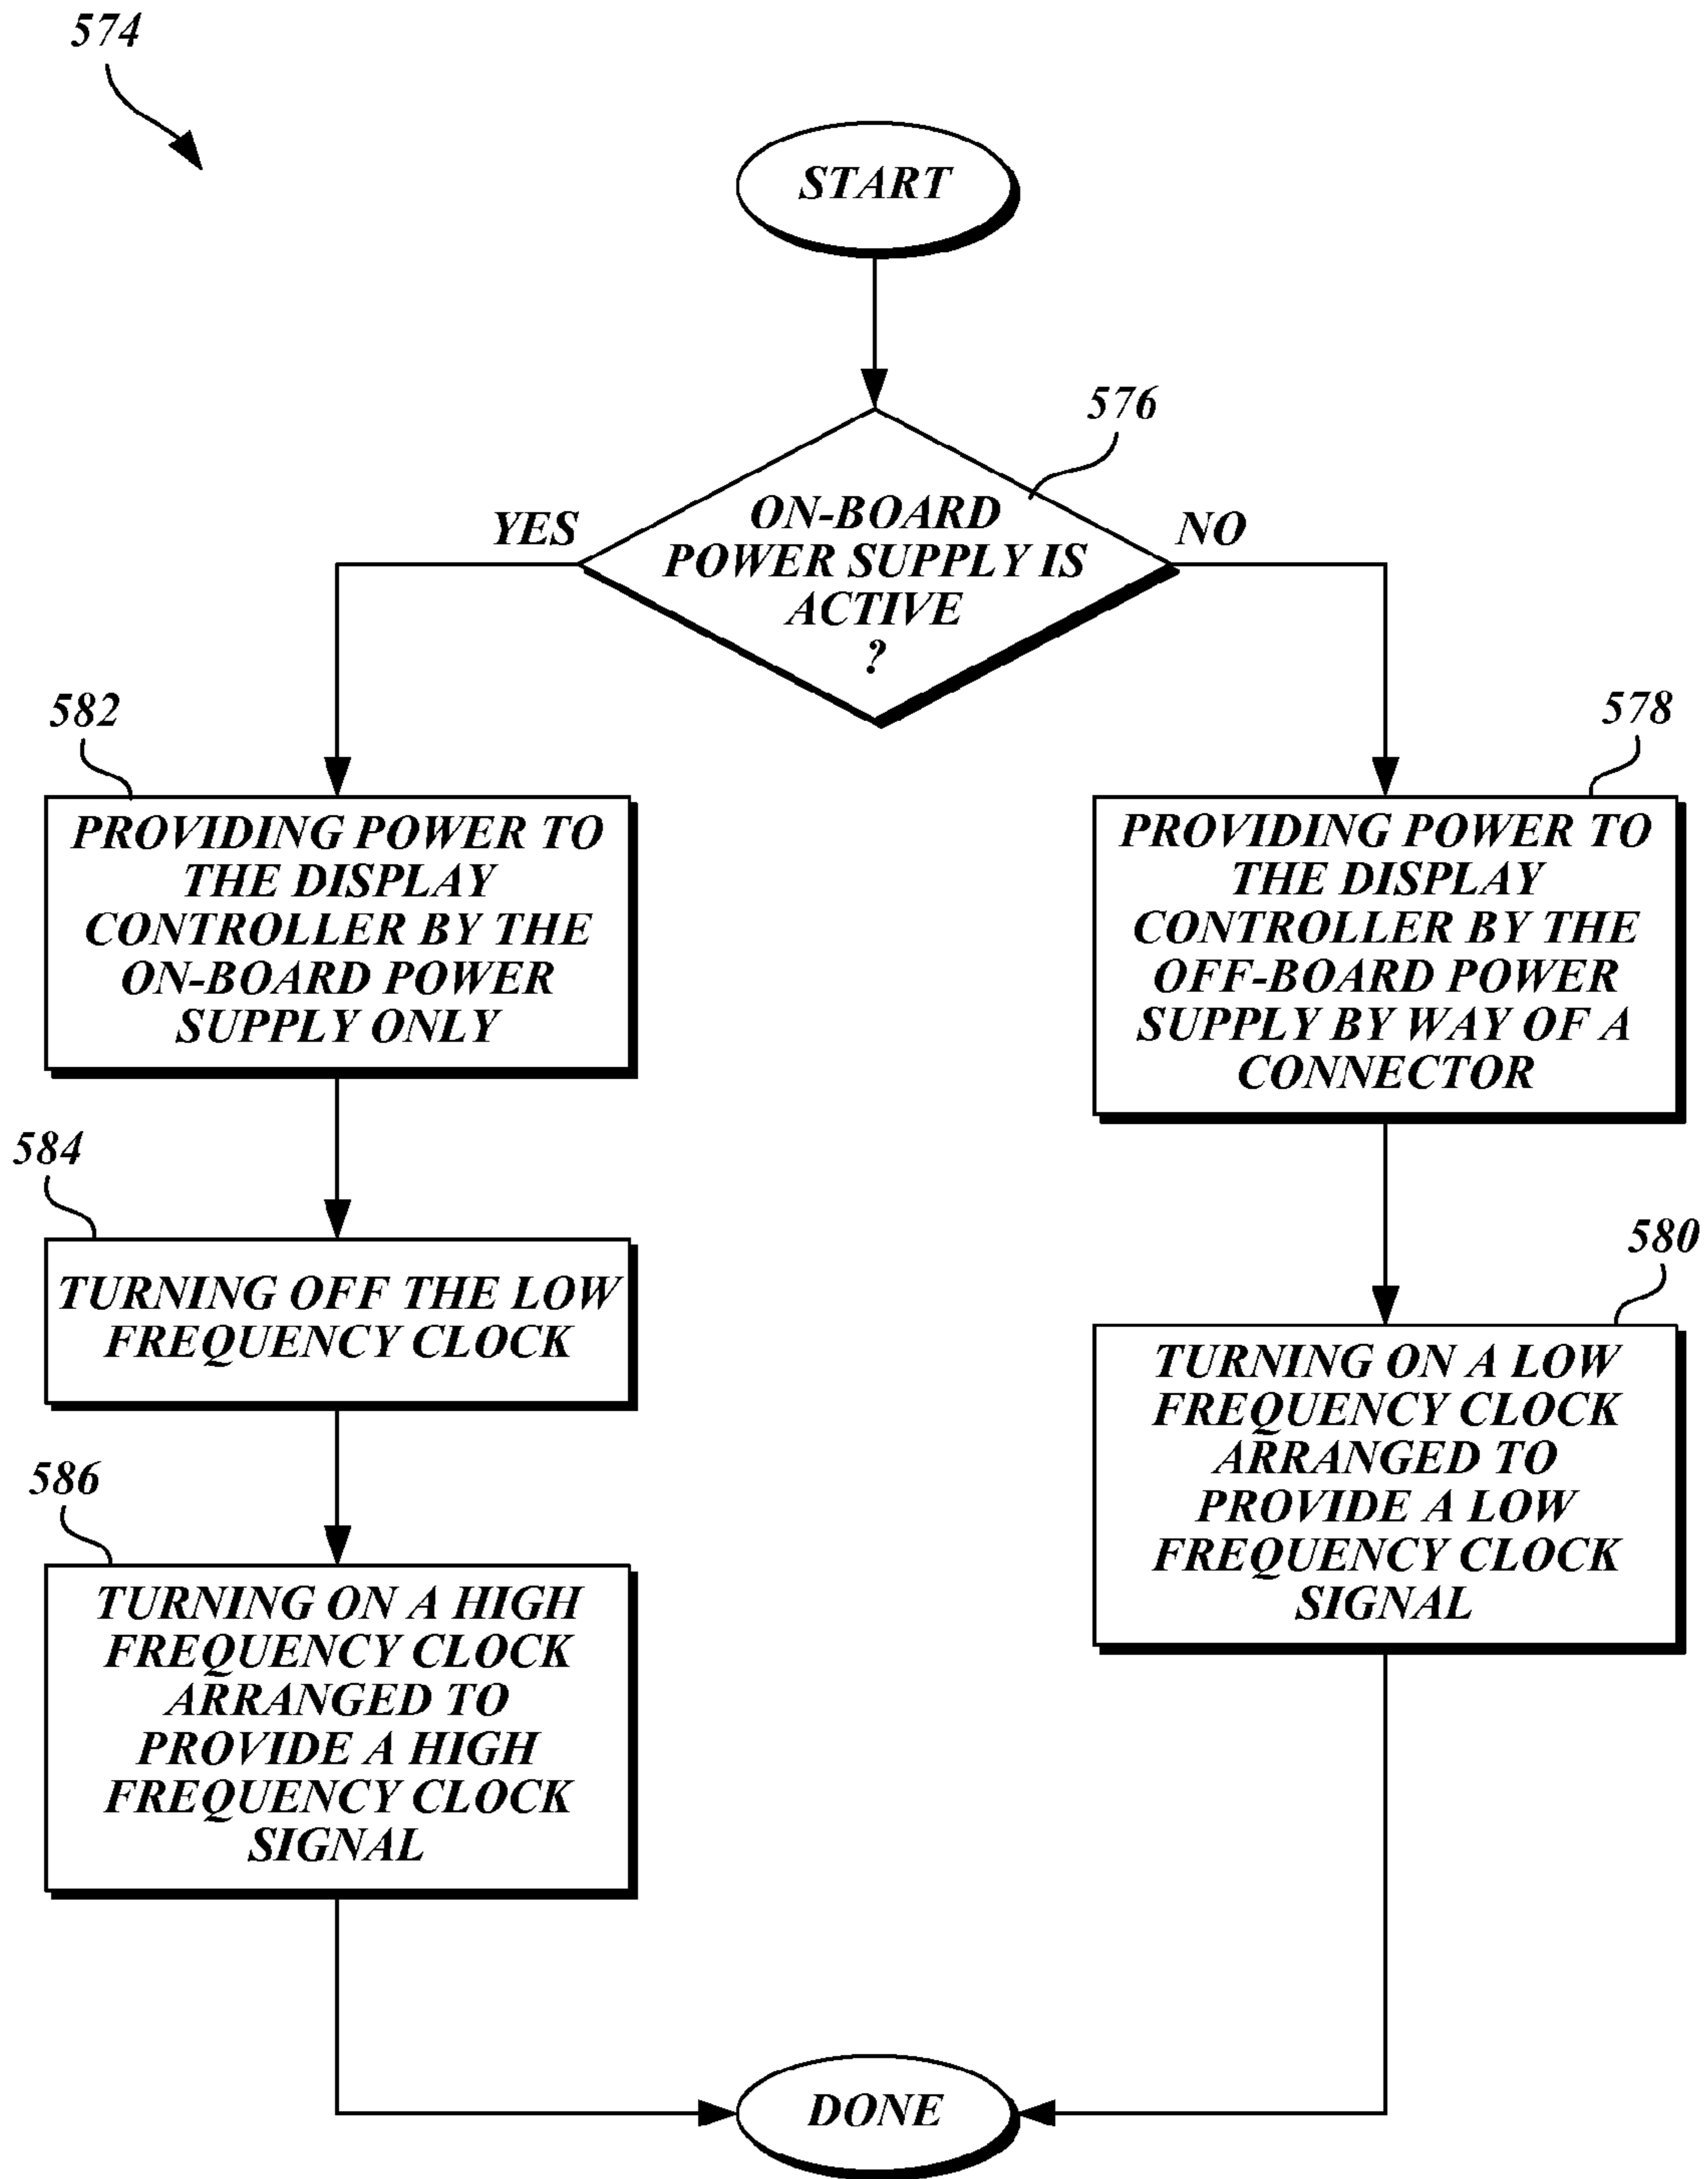 574
START
576
ON-BOARD
POWER SUPPLY IS
ACTIVE
?
YES
NO
582
PROVIDING POWER TO
THE DISPLAY
CONTROLLER BY THE
ON-BOARD POWER
SUPPLY ONLY
578
PROVIDING POWER TO
THE DISPLAY
CONTROLLER BY THE
OFF-BOARD POWER
SUPPLY BY WAY OF A
CONNECTOR
584
TURNING OFF THE LOW
FREQUENCY CLOCK
580
TURNING ON A LOW
FREQUENCY CLOCK
ARRANGED TO
PROVIDE A LOW
FREQUENCY CLOCK
SIGNAL
586
TURNING ON A HIGH
FREQUENCY CLOCK
ARRANGED TO
PROVIDE A HIGH
FREQUENCY CLOCK
SIGNAL
DONE